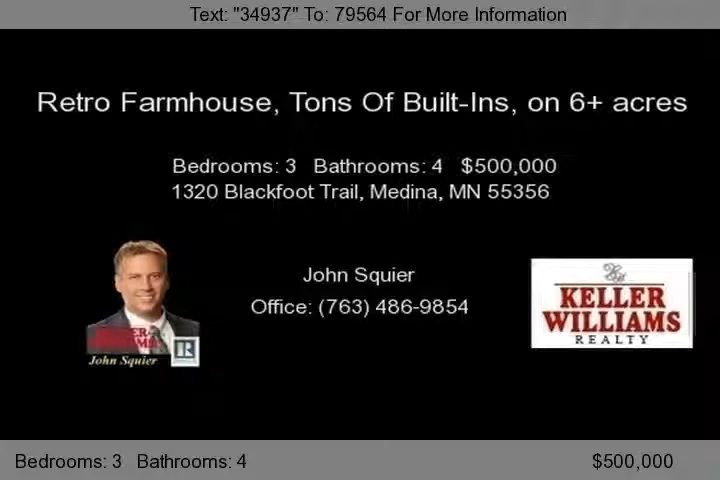 Text: "34937" To: 79564 For More Information
Retro Farmhouse, Tons Of Built-Ins, on 6+ acres
Bedrooms: 3 Bathrooms: 4 $500,000
1320 Blackfoot Trail, Medina, MN 55356
John Squier
Office: (763) 486-9854
KELLER
WILLIAMS
REALTY
John Squier
R
Bedrooms: 3 Bathrooms: 4 $500,000